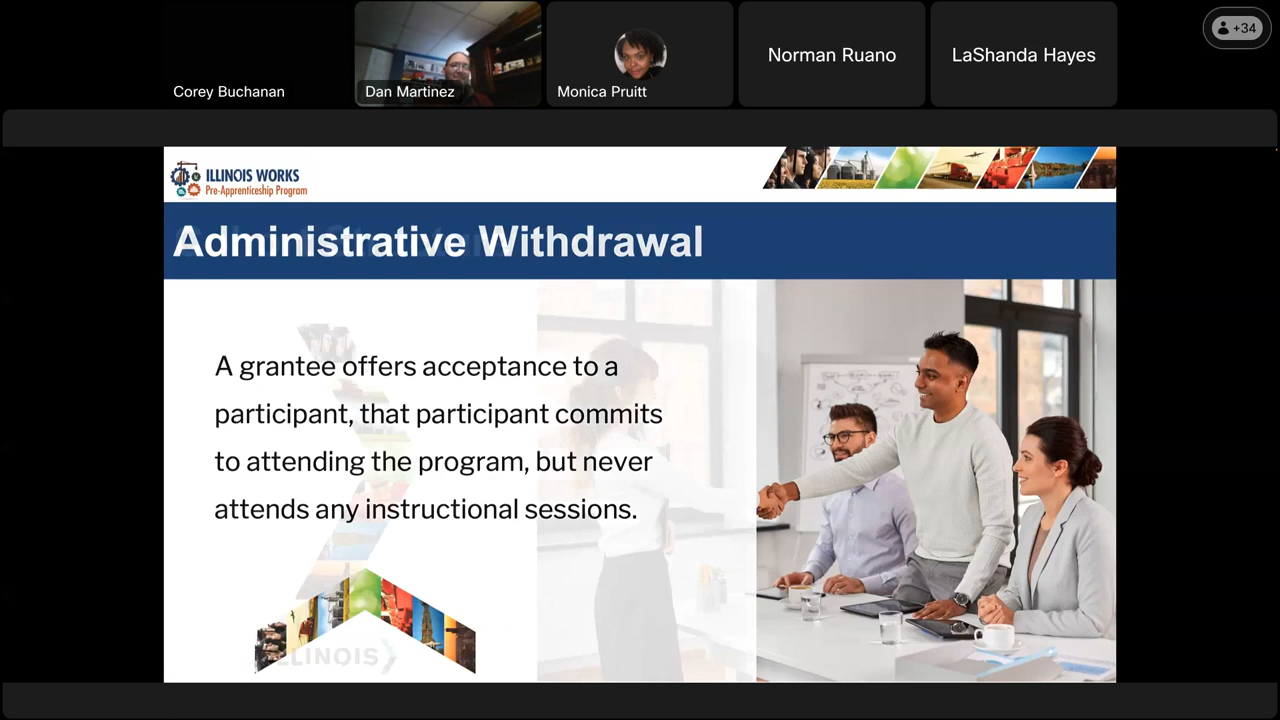 +34
Norman Ruano
LaShanda Hayes
Corey Buchanan
Dan Martinez
Monica Pruitt
ILLINOIS WORKS
Pre-Apprenticeship Program
Administrative Withdrawal
A grantee offers acceptance to a
participant, that participant commits
to attending the program, but never
attends any instructional sessions.
ILLINOIS